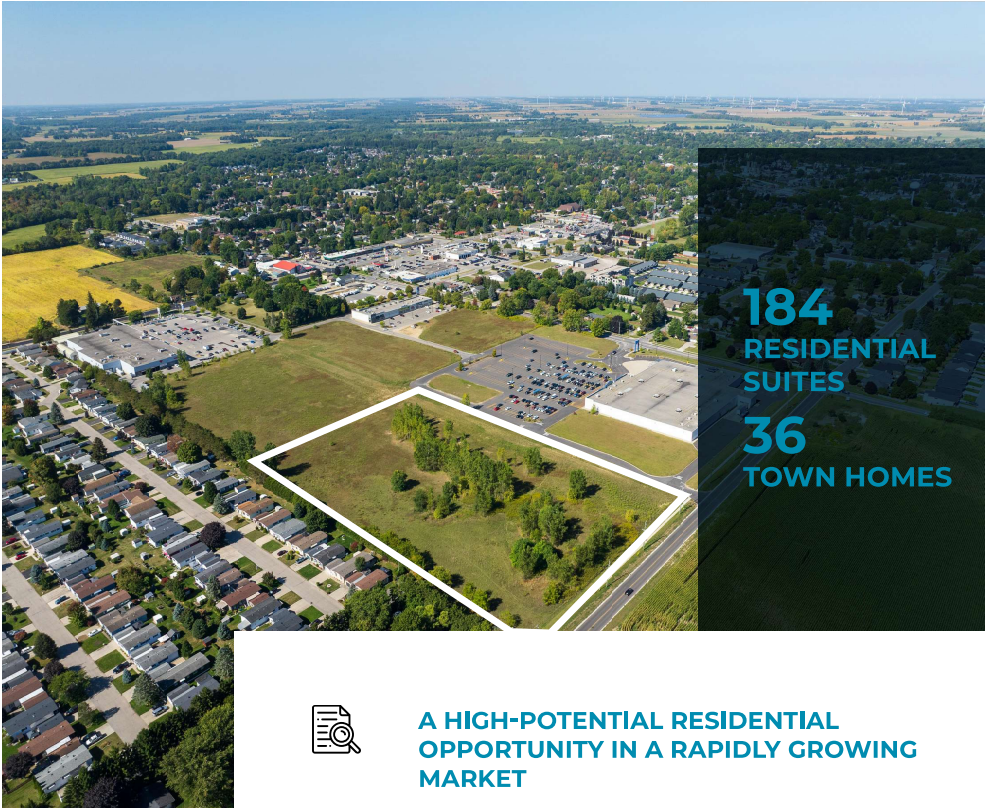 184
RESIDENTIAL
SUITES
36
TOWN HOMES
A HIGH-POTENTIAL RESIDENTIAL
OPPORTUNITY IN A RAPIDLY GROWING
MARKET